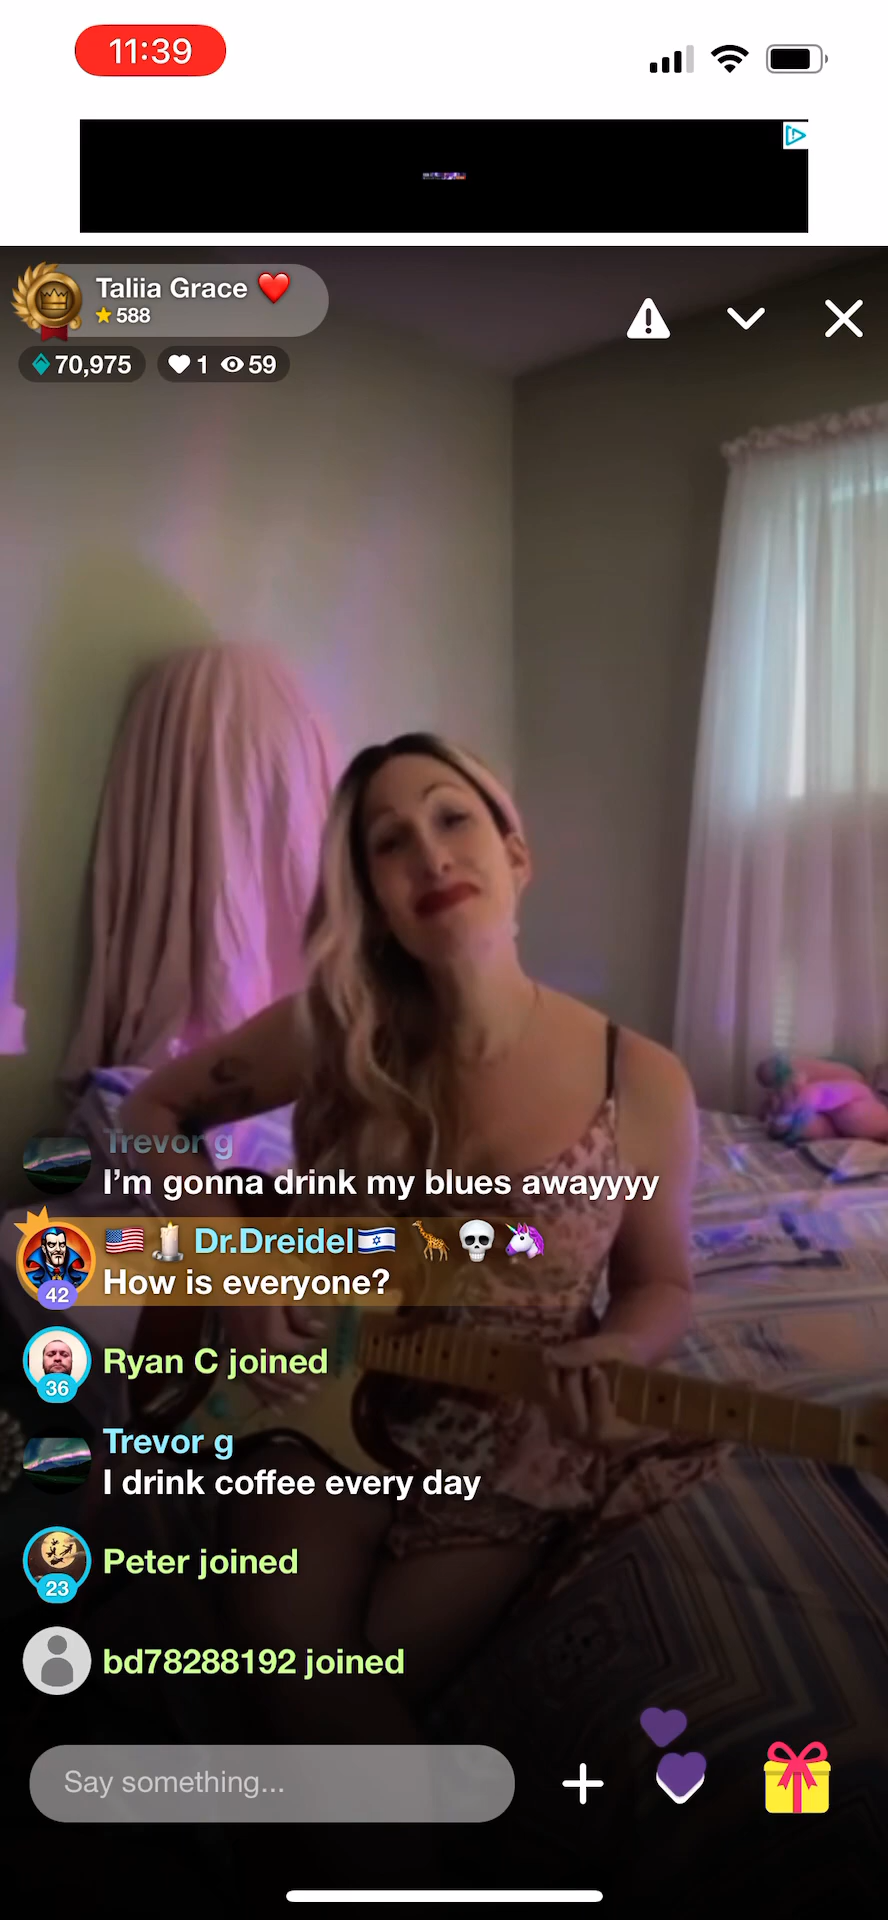 11:39
Taliia Grace ❤️
⭐ 588
70,975 1 59
Trevor g
I'm gonna drink my blues awayyyy
🇺🇸🕯️ Dr.Dreidel🇮🇱 🦒💀🦄
42 How is everyone?
Ryan C joined
36
Trevor g
I drink coffee every day
Peter joined
23
bd78288192 joined
Say something...